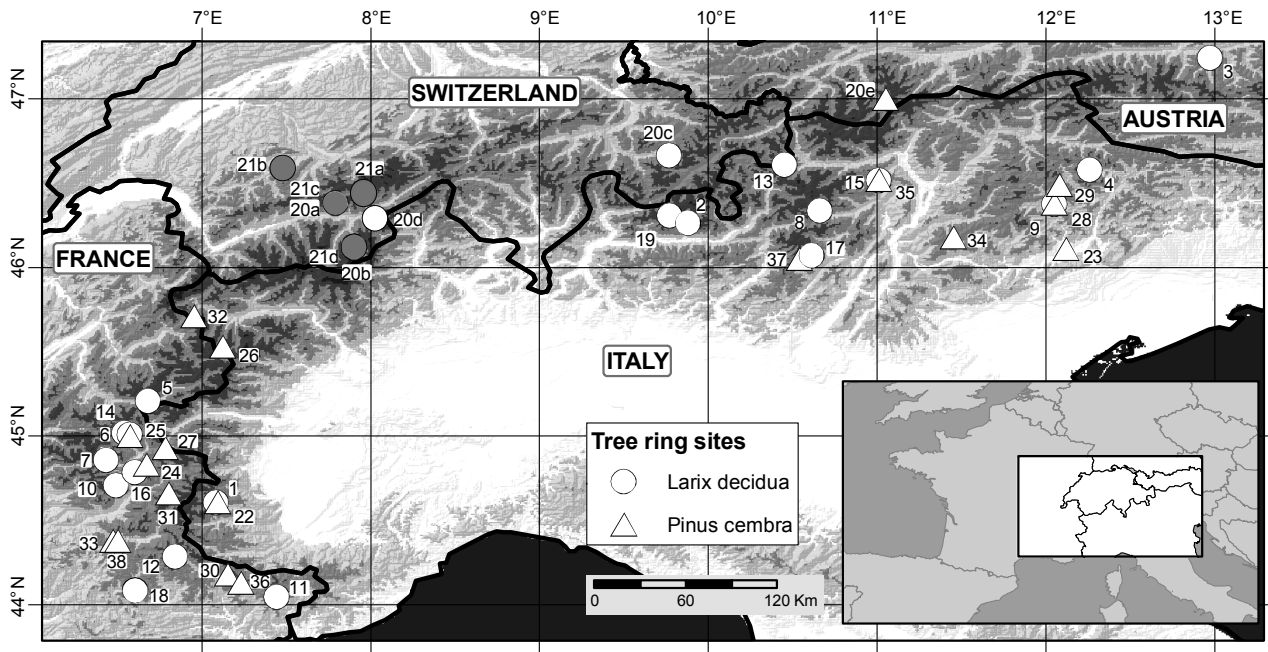 7°E 8°E 9°E 10°E 11°E 12°E 13°E
47°N
46°N
45°N
44°N
SWITZERLAND
AUSTRIA
FRANCE
ITALY
3
20e
20c
21b
21a
21c
20a
20d
21d
20b
13
15
35
4
29
28
9
2
19
8
17
37
34
23
32
26
5
14
6
25
27
7
24
10
16
31
1
22
33
38
12
18
30
36
11
Tree ring sites
Larix decidua
Pinus cembra
0 60 120 Km